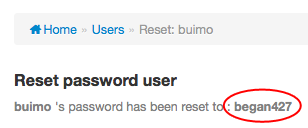 Home » Users » Reset: buimo
Reset password user
buimo 's password has been reset to : began427